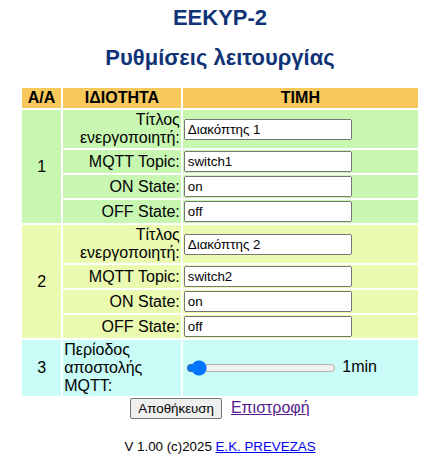 EEKYP-2
Ρυθμίσεις λειτουργίας
Α/Α ΙΔΙΟΤΗΤΑ ΤΙΜΗ
1
Τίτλος
ενεργοποιητή: Διακόπτης 1
MQTT Topic: switch1
ON State: on
OFF State: off
2
Τίτλος
ενεργοποιητή: Διακόπτης 2
MQTT Topic: switch2
ON State: on
OFF State: off
3
Περίοδος
αποστολής
MQTT: 1min
Αποθήκευση Επιστροφή
V 1.00 (c)2025 E.K. PREVEZAS